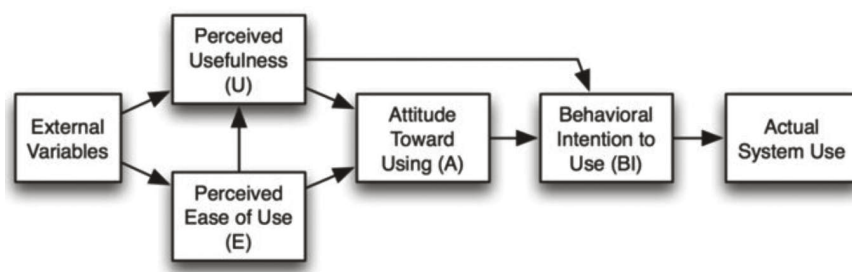 External
Variables
Perceived
Usefulness
(U)
Perceived
Ease of Use
(E)
Attitude
Toward
Using (A)
Behavioral
Intention to
Use (BI)
Actual
System Use